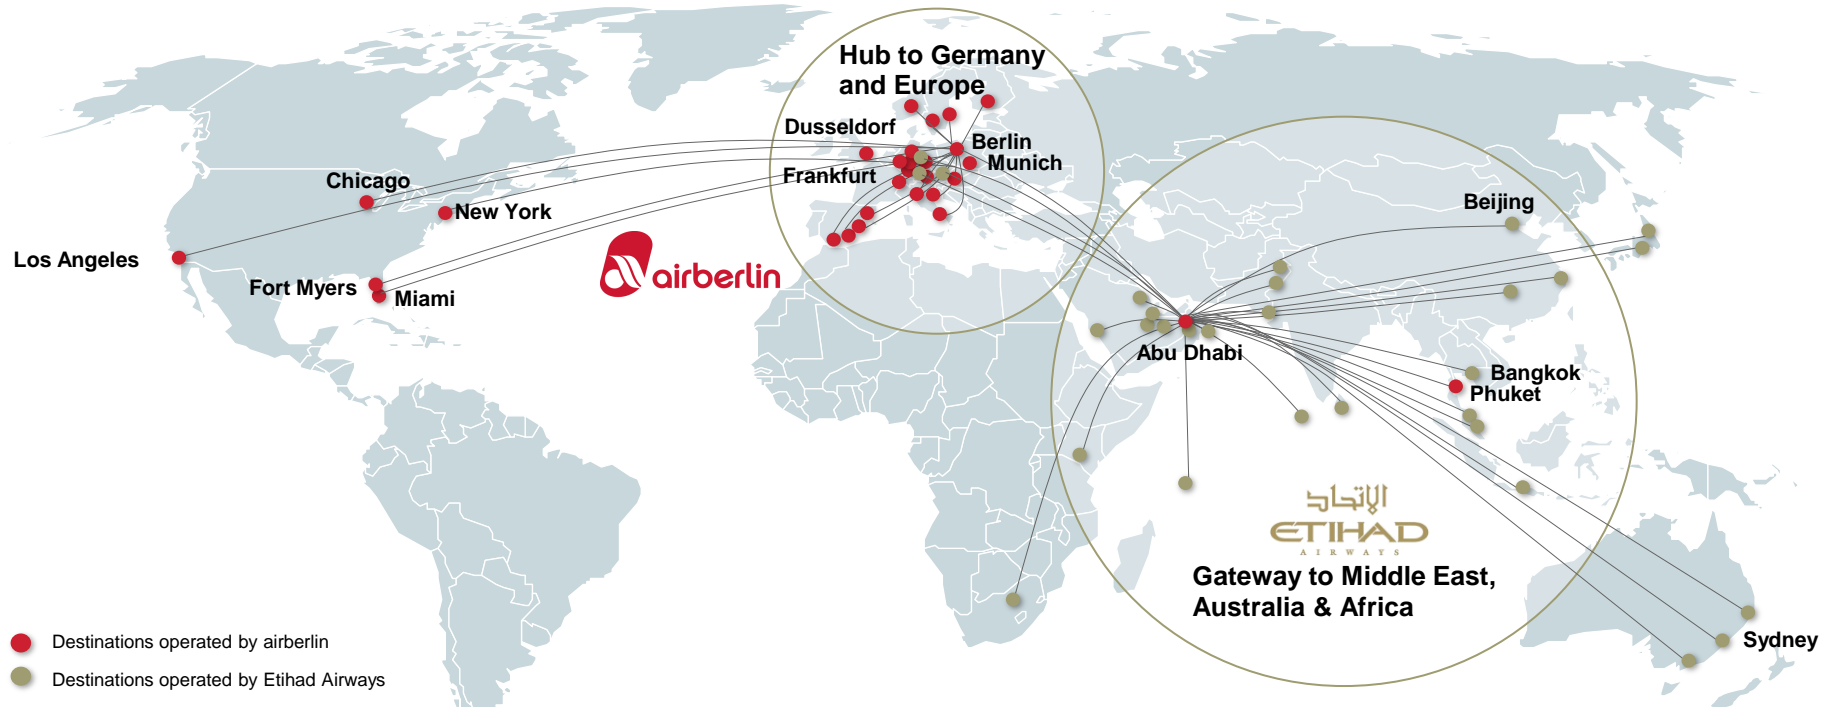 Hub to Germany
and Europe
Dusseldorf
Berlin
Munich
Frankfurt
Chicago
New York
Los Angeles
Fort Myers
Miami
airberlin
Beijing
Abu Dhabi
Bangkok
Phuket
الإتحاد
ETIHAD
AIRWAYS
Gateway to Middle East,
Australia & Africa
Sydney
Destinations operated by airberlin
Destinations operated by Etihad Airways